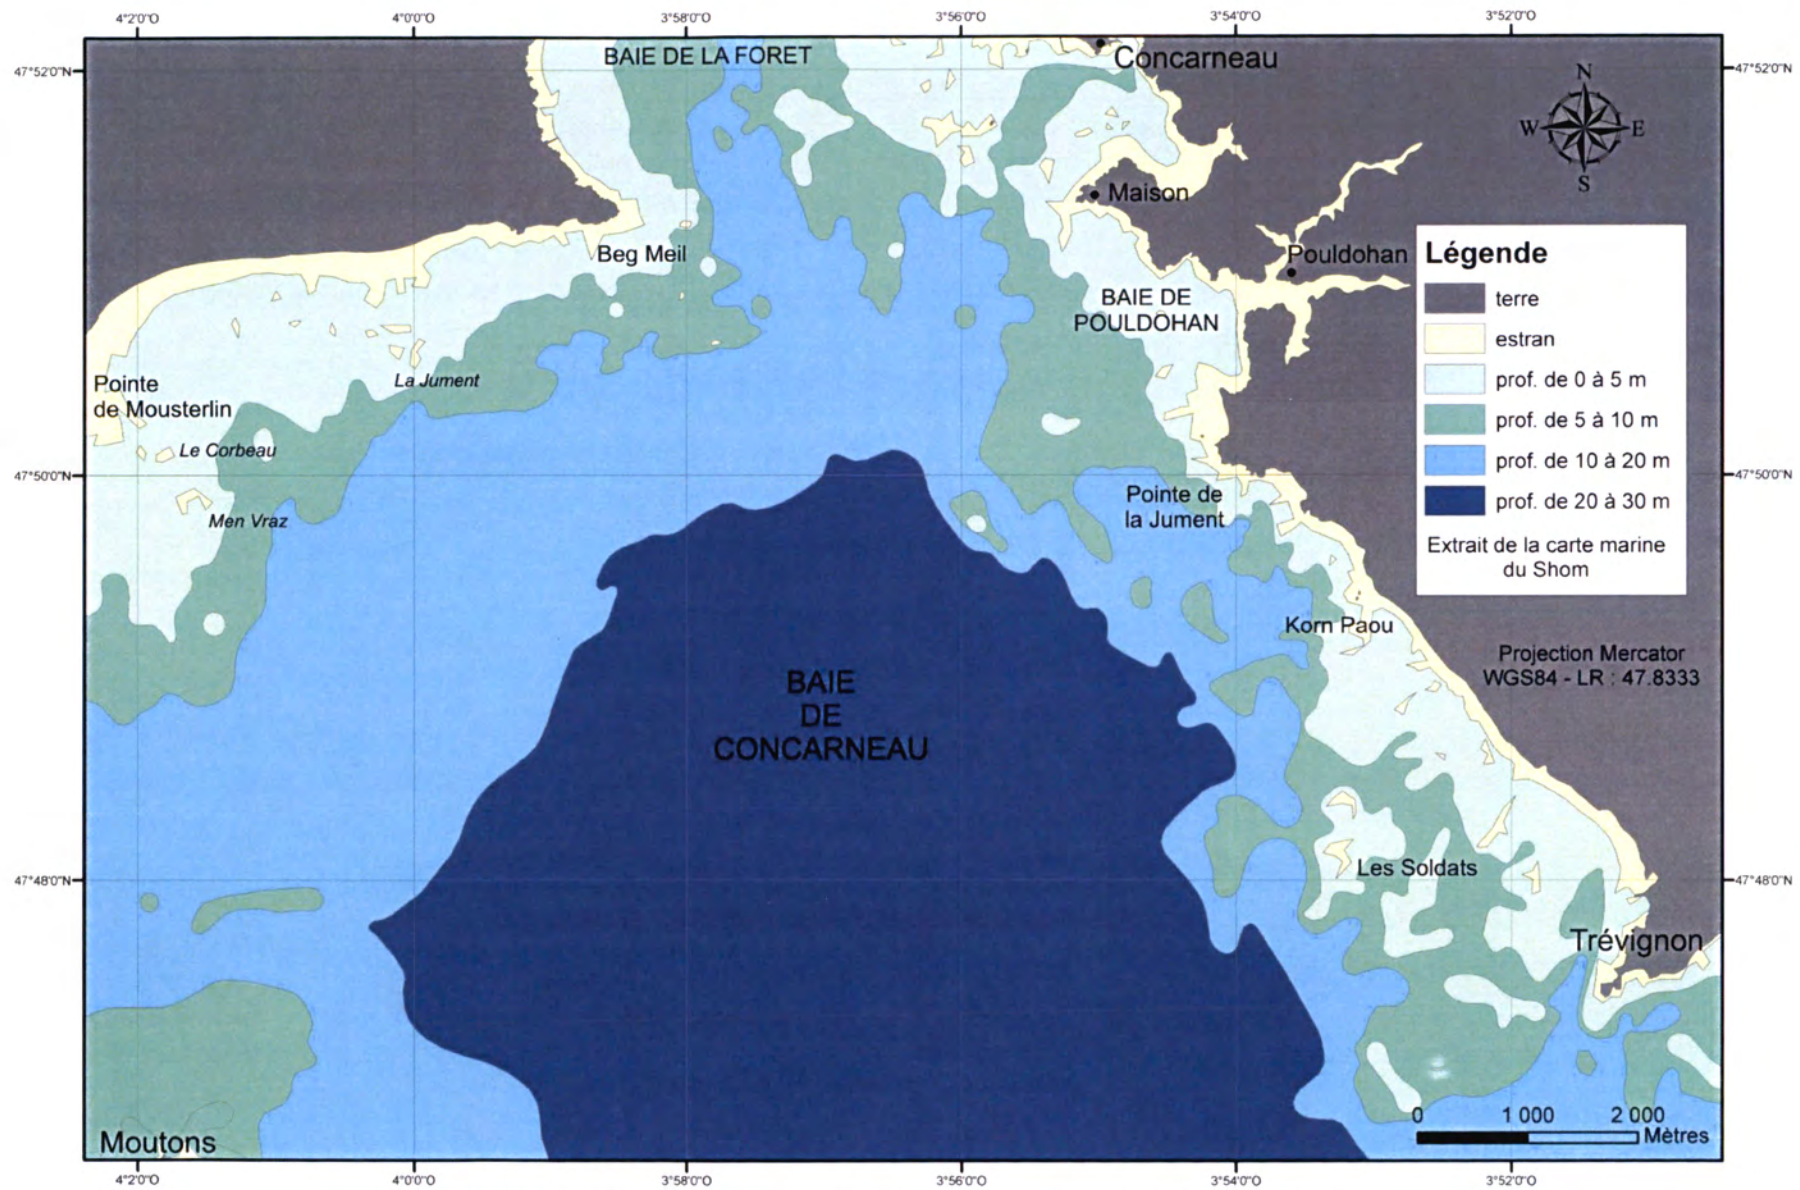 4°2'0"O
4°0'0"O
3°58'0"O
3°56'0"O
3°54'0"O
3°52'0"O
47°52'0"N
47°52'0"N
BAIE DE LA FORET
Concarneau
N
W
E
S
Maison
Beg Meil
Pouldohan
BAIE DE
POULDOHAN
Légende
terre
estran
prof. de 0 à 5 m
prof. de 5 à 10 m
prof. de 10 à 20 m
prof. de 20 à 30 m
Extrait de la carte marine
du Shom
La Jument
Pointe
de Mousterlin
Le Corbeau
47°50'0"N
47°50'0"N
Men Vraz
Pointe de
la Jument
Korn Paou
Projection Mercator
WGS84 - LR : 47.8333
BAIE
DE
CONCARNEAU
Les Soldats
47°48'0"N
47°48'0"N
Trévignon
0
1 000
2 000
Mètres
Moutons
4°2'0"O
4°0'0"O
3°58'0"O
3°56'0"O
3°54'0"O
3°52'0"O